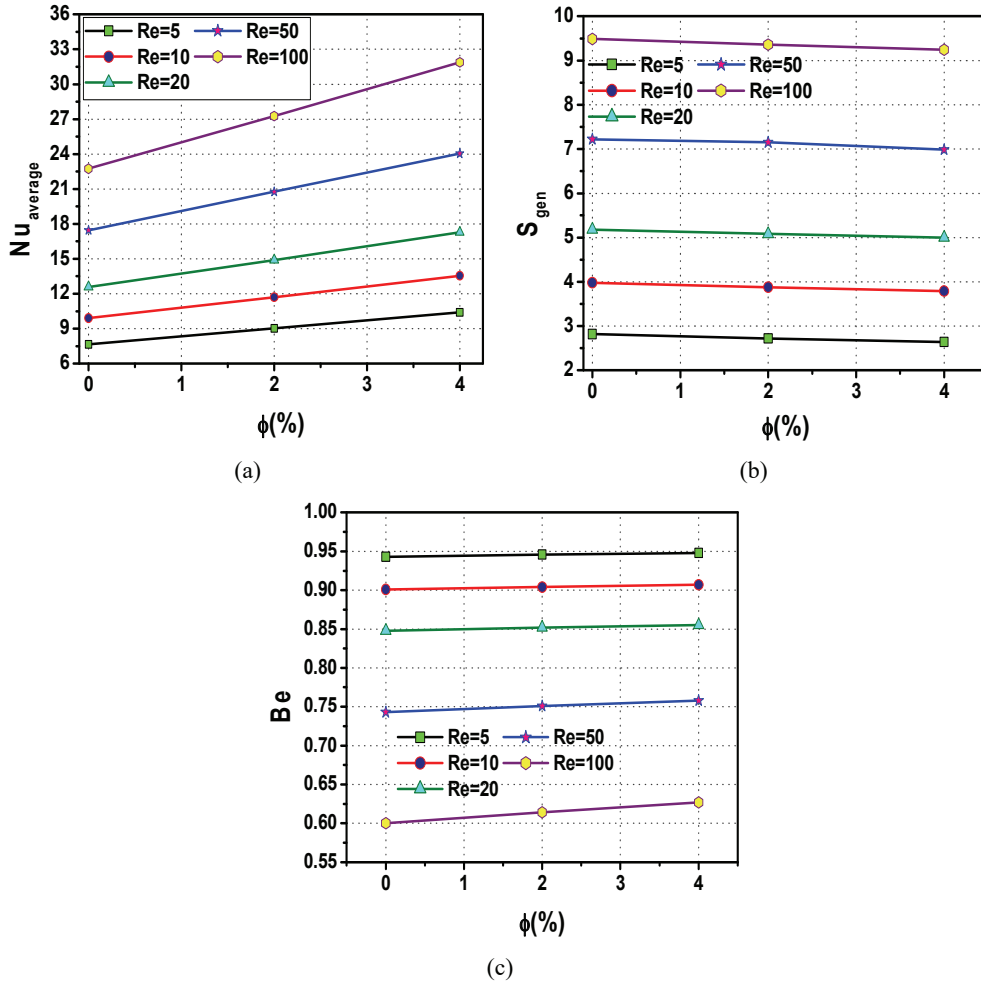 36
33
30
27
24
21
18
15
12
9
6
Nu average
Re=5 Re=50
Re=10 Re=100
Re=20
0 1 2 3 4
ϕ(%)
(a)
10
9
8
7
6
5
4
3
2
S gen
Re=5 Re=50
Re=10 Re=100
Re=20
0 1 2 3 4
ϕ(%)
(b)
1.00
0.95
0.90
0.85
0.80
0.75
0.70
0.65
0.60
0.55
Be
Re=5 Re=50
Re=10 Re=100
Re=20
0 1 2 3 4
ϕ(%)
(c)